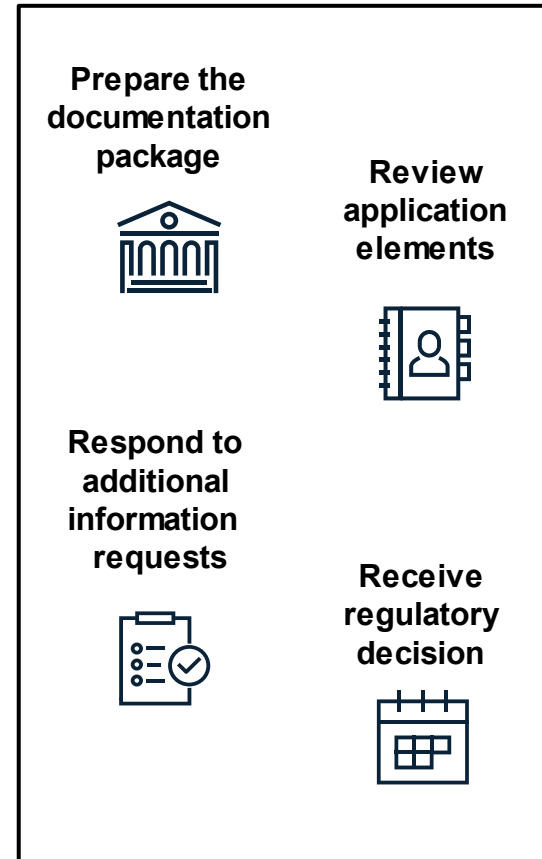 Prepare the
documentation
package
Review
application
elements
Respond to
additional
information
requests
Receive
regulatory
decision